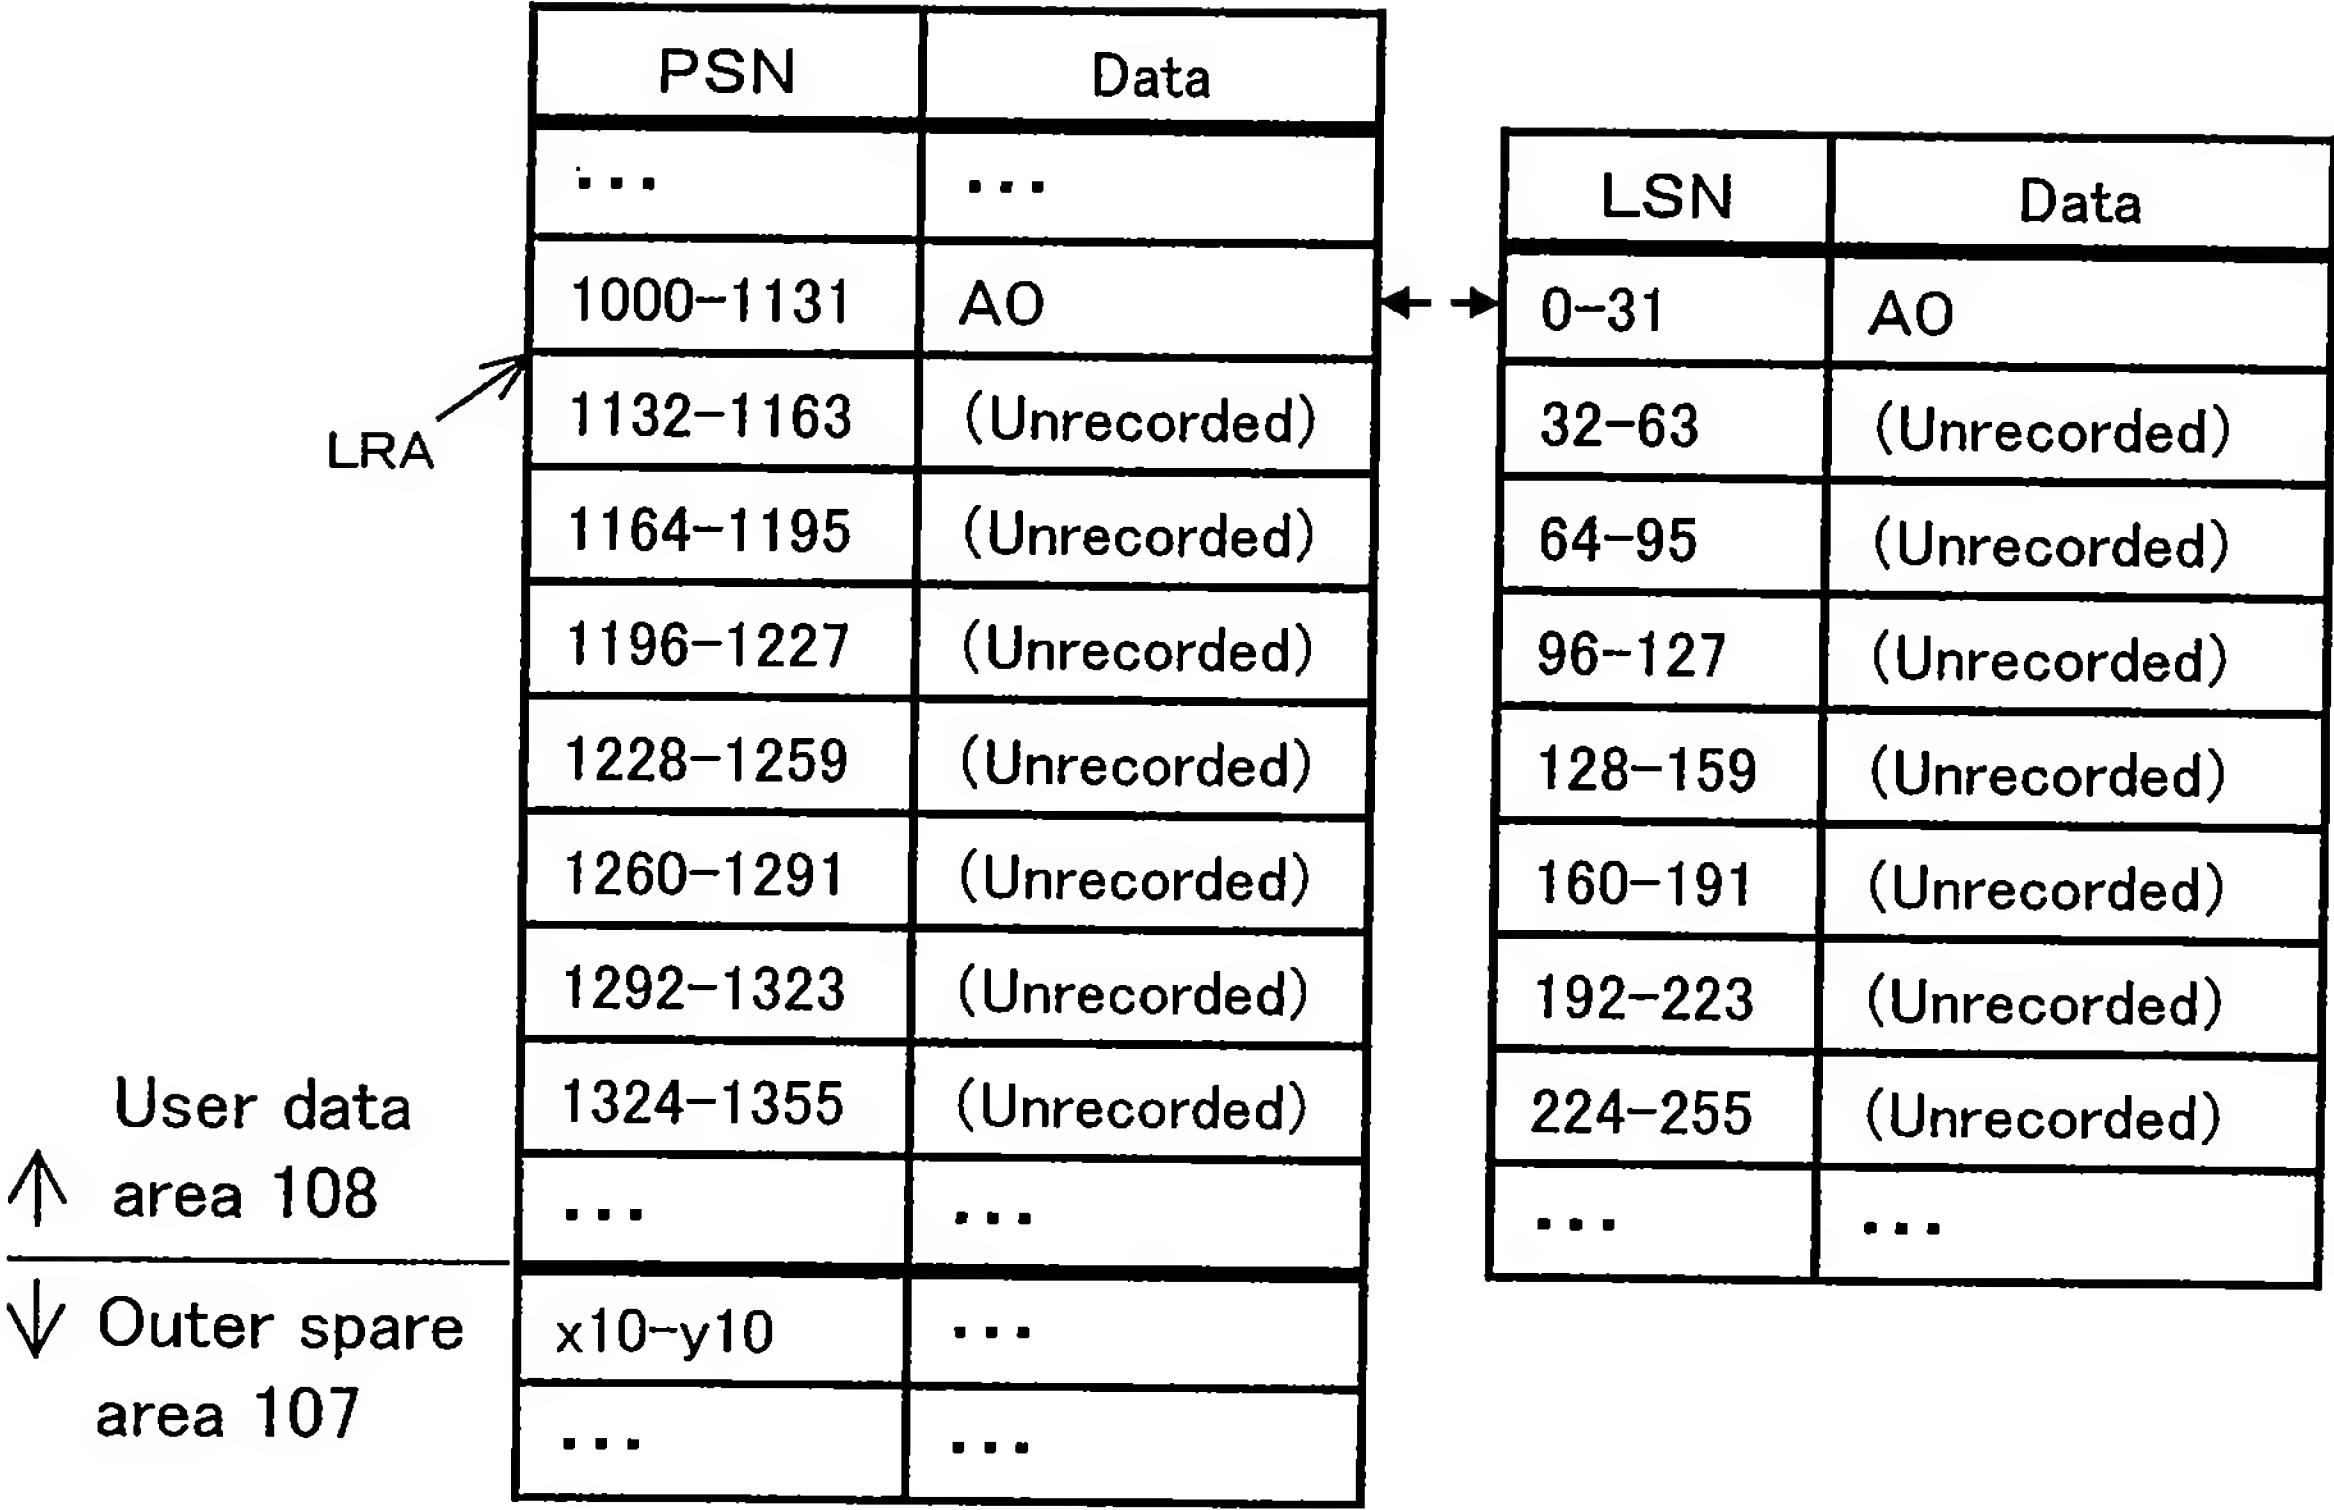 PSN Data
... ...
1000-1131 A0
1132-1163 (Unrecorded)
1164-1195 (Unrecorded)
1196-1227 (Unrecorded)
1228-1259 (Unrecorded)
1260-1291 (Unrecorded)
1292-1323 (Unrecorded)
1324-1355 (Unrecorded)
... ...
x10-y10 ...
... ...
LRA
User data
area 108
Outer spare
area 107
LSN Data
0-31 A0
32-63 (Unrecorded)
64-95 (Unrecorded)
96-127 (Unrecorded)
128-159 (Unrecorded)
160-191 (Unrecorded)
192-223 (Unrecorded)
224-255 (Unrecorded)
... ...